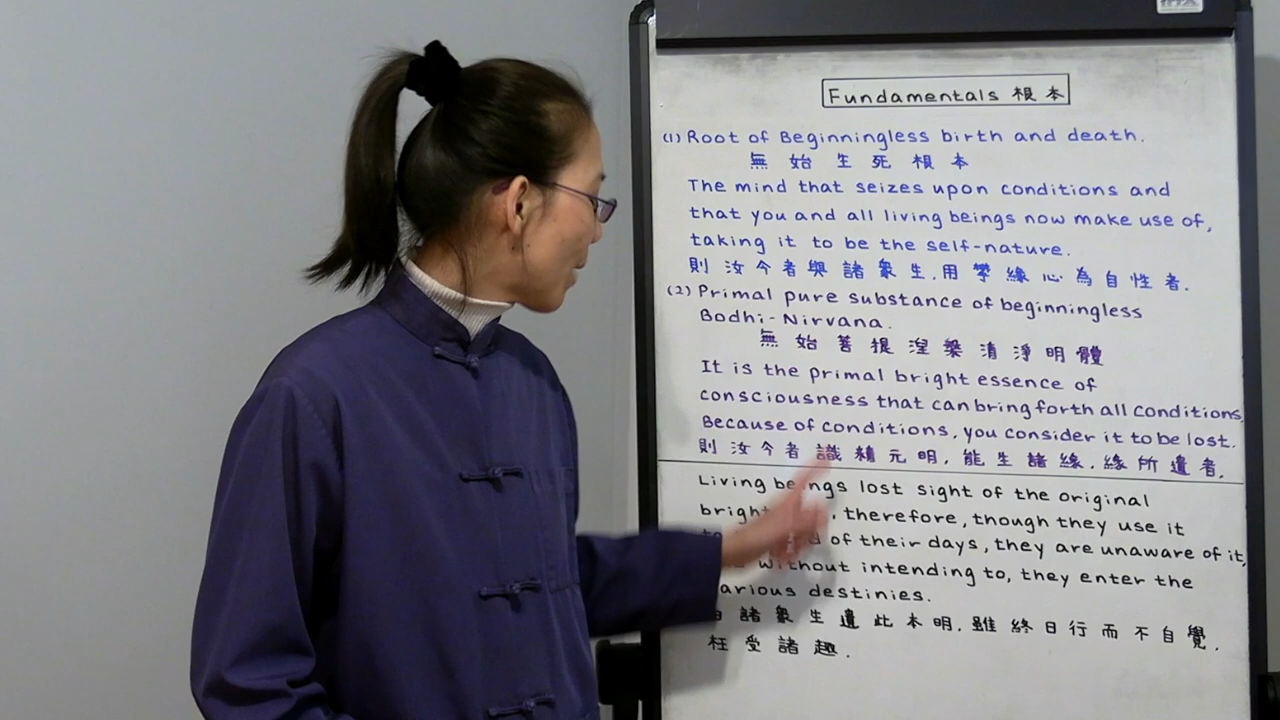 Fundamentals 根本
(1) Root of Beginningless birth and death.
無始生死根本
The mind that seizes upon conditions and
that you and all living beings now make use of,
taking it to be the self-nature.
則汝今者與諸衆生.用攀緣心為自性者.
(2) Primal pure substance of beginningless
Bodhi-Nirvana.
無始菩提涅槃清淨明體
It is the primal bright essence of
consciousness that can bring forth all conditions
Because of conditions, you consider it to be lost.
則汝今者識精元明.能生諸緣.緣所遺者.
Living beings lost sight of the original
bright , therefore, though they use it
of their days, they are unaware of it,
without intending to, they enter the
various destinies.
諸衆生遺此本明.雖終日行而不自覺.
枉受諸趣.